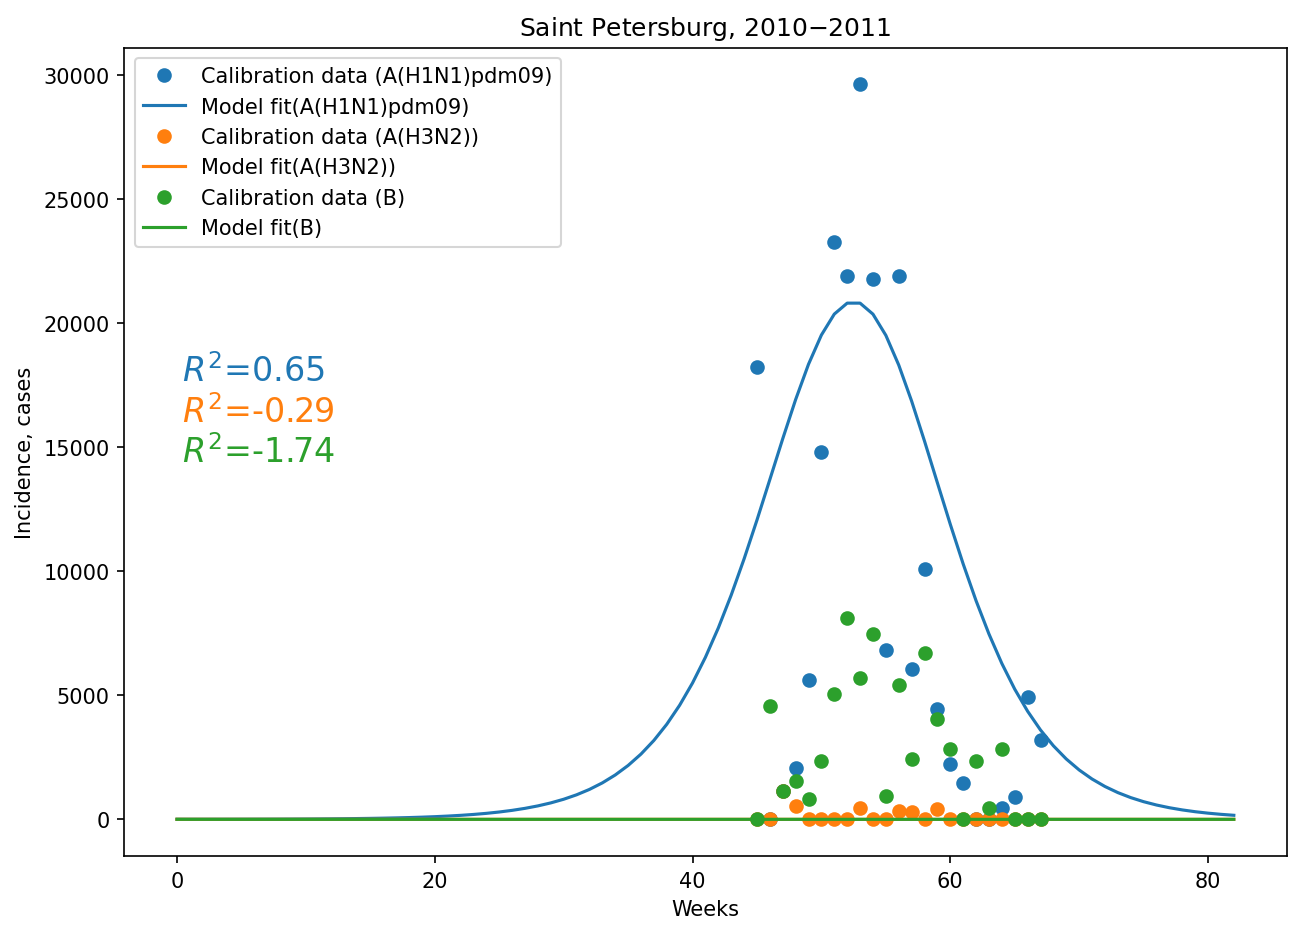 Saint Petersburg, 2010−2011
30000
25000
20000
15000
10000
5000
0
Incidence, cases
Calibration data (A(H1N1)pdm09)
Model fit(A(H1N1)pdm09)
Calibration data (A(H3N2))
Model fit(A(H3N2))
Calibration data (B)
Model fit(B)
R²=0.65
R²=-0.29
R²=-1.74
0 20 40 60 80
Weeks